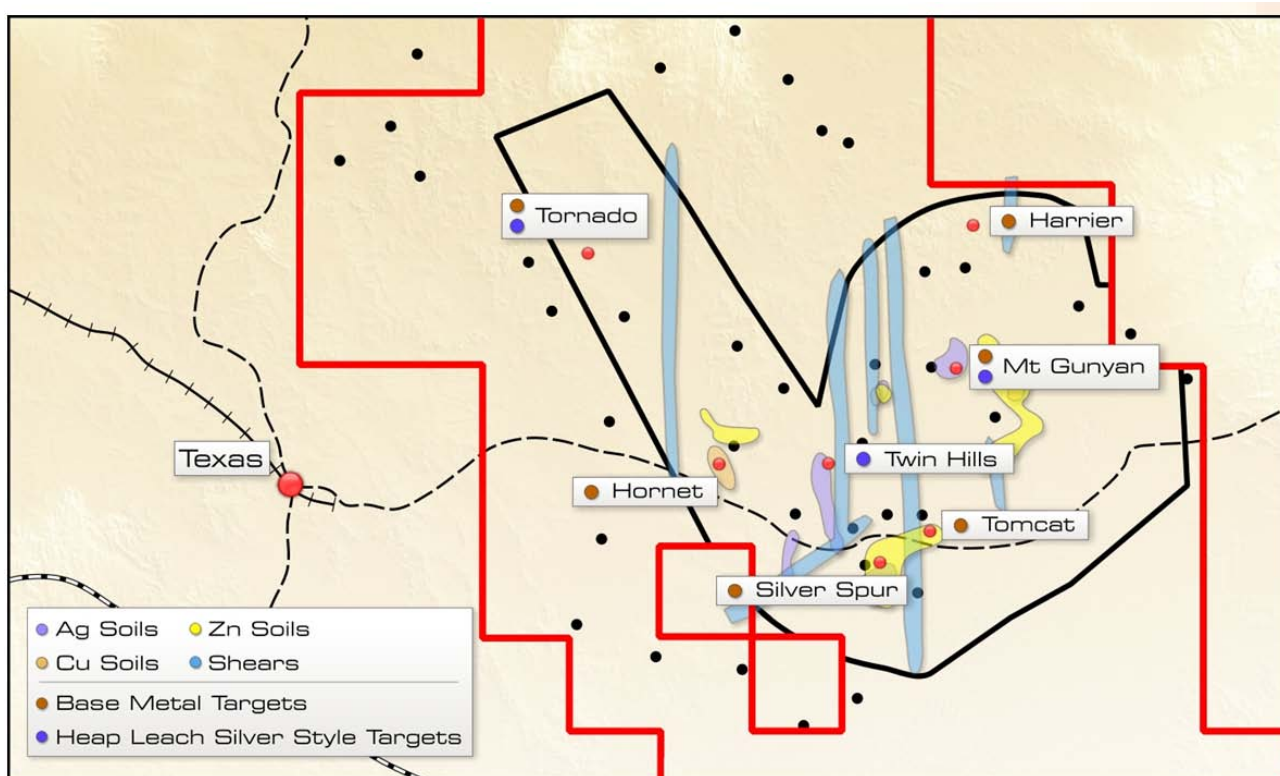 Tornado
Harrier
Mt Gunyan
Texas
Twin Hills
Hornet
Tomcat
Silver Spur
Ag Soils
Zn Soils
Cu Soils
Shears
Base Metal Targets
Heap Leach Silver Style Targets